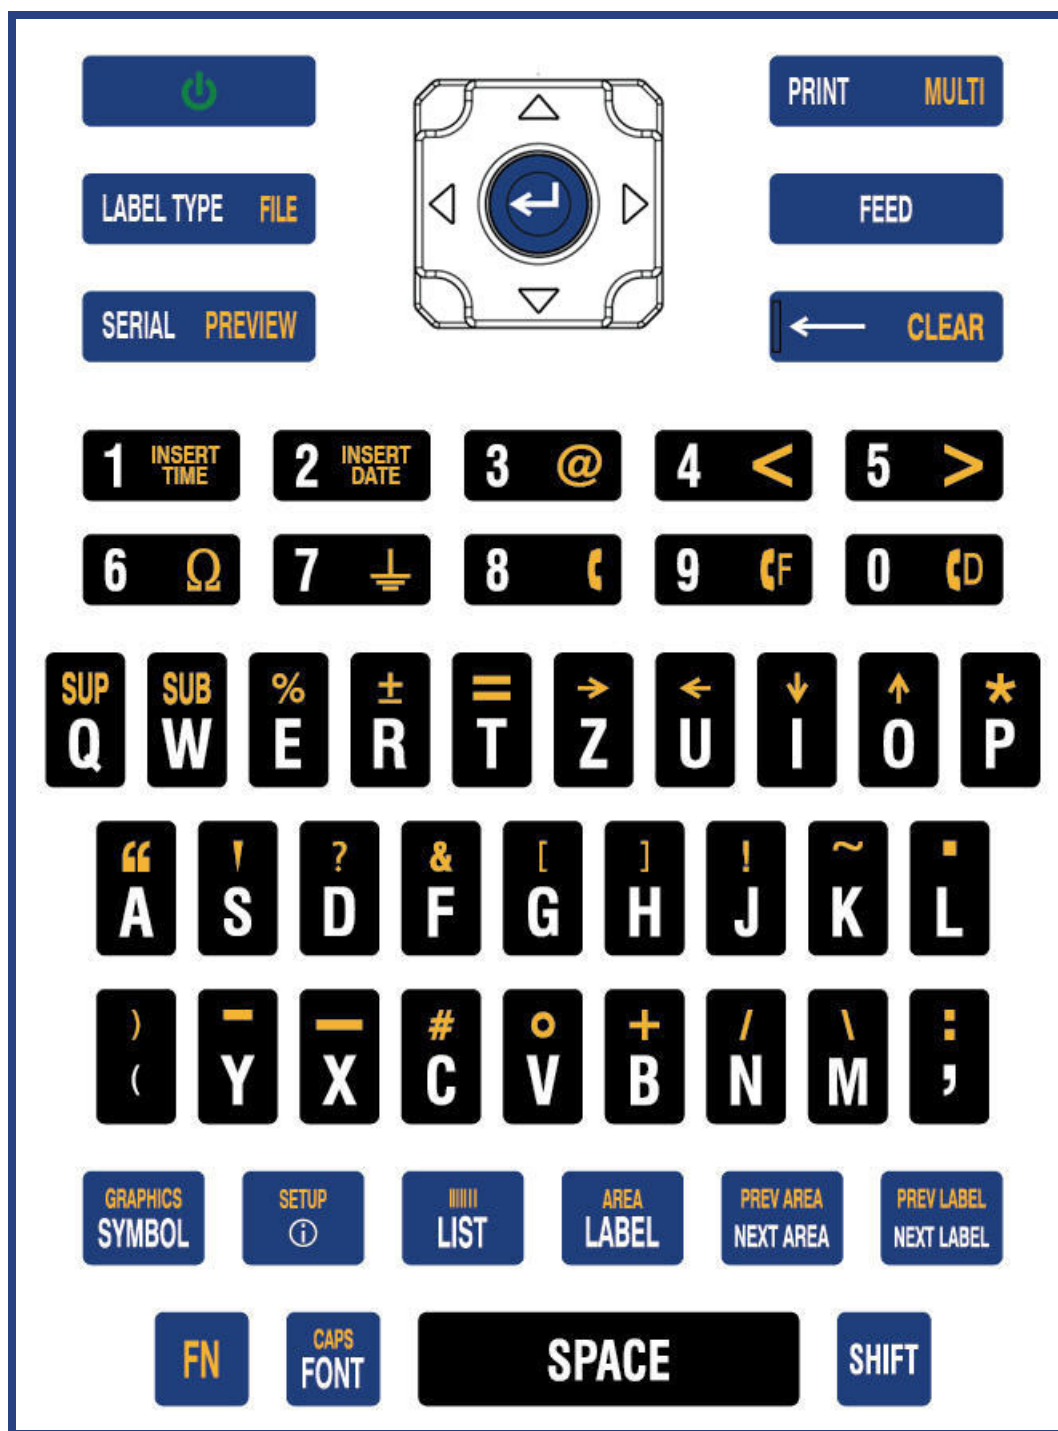 PRINT MULTI
LABEL TYPE FILE
FEED
SERIAL PREVIEW
CLEAR
1 INSERT TIME 2 INSERT DATE 3 @ 4 < 5 >
6 Ω 7 ⏚ 8 9 F 0 D
SUP SUB % ± = → ← ↓ ↑ *
Q W E R T Z U I O P
“ ' ? & [ ] ! ~ .
A S D F G H J K L
) - — # ° + / \ :
( Y X C V B N M ;
GRAPHICS SETUP AREA PREV AREA PREV LABEL
SYMBOL ⓘ LIST LABEL NEXT AREA NEXT LABEL
FN CAPS FONT SPACE SHIFT